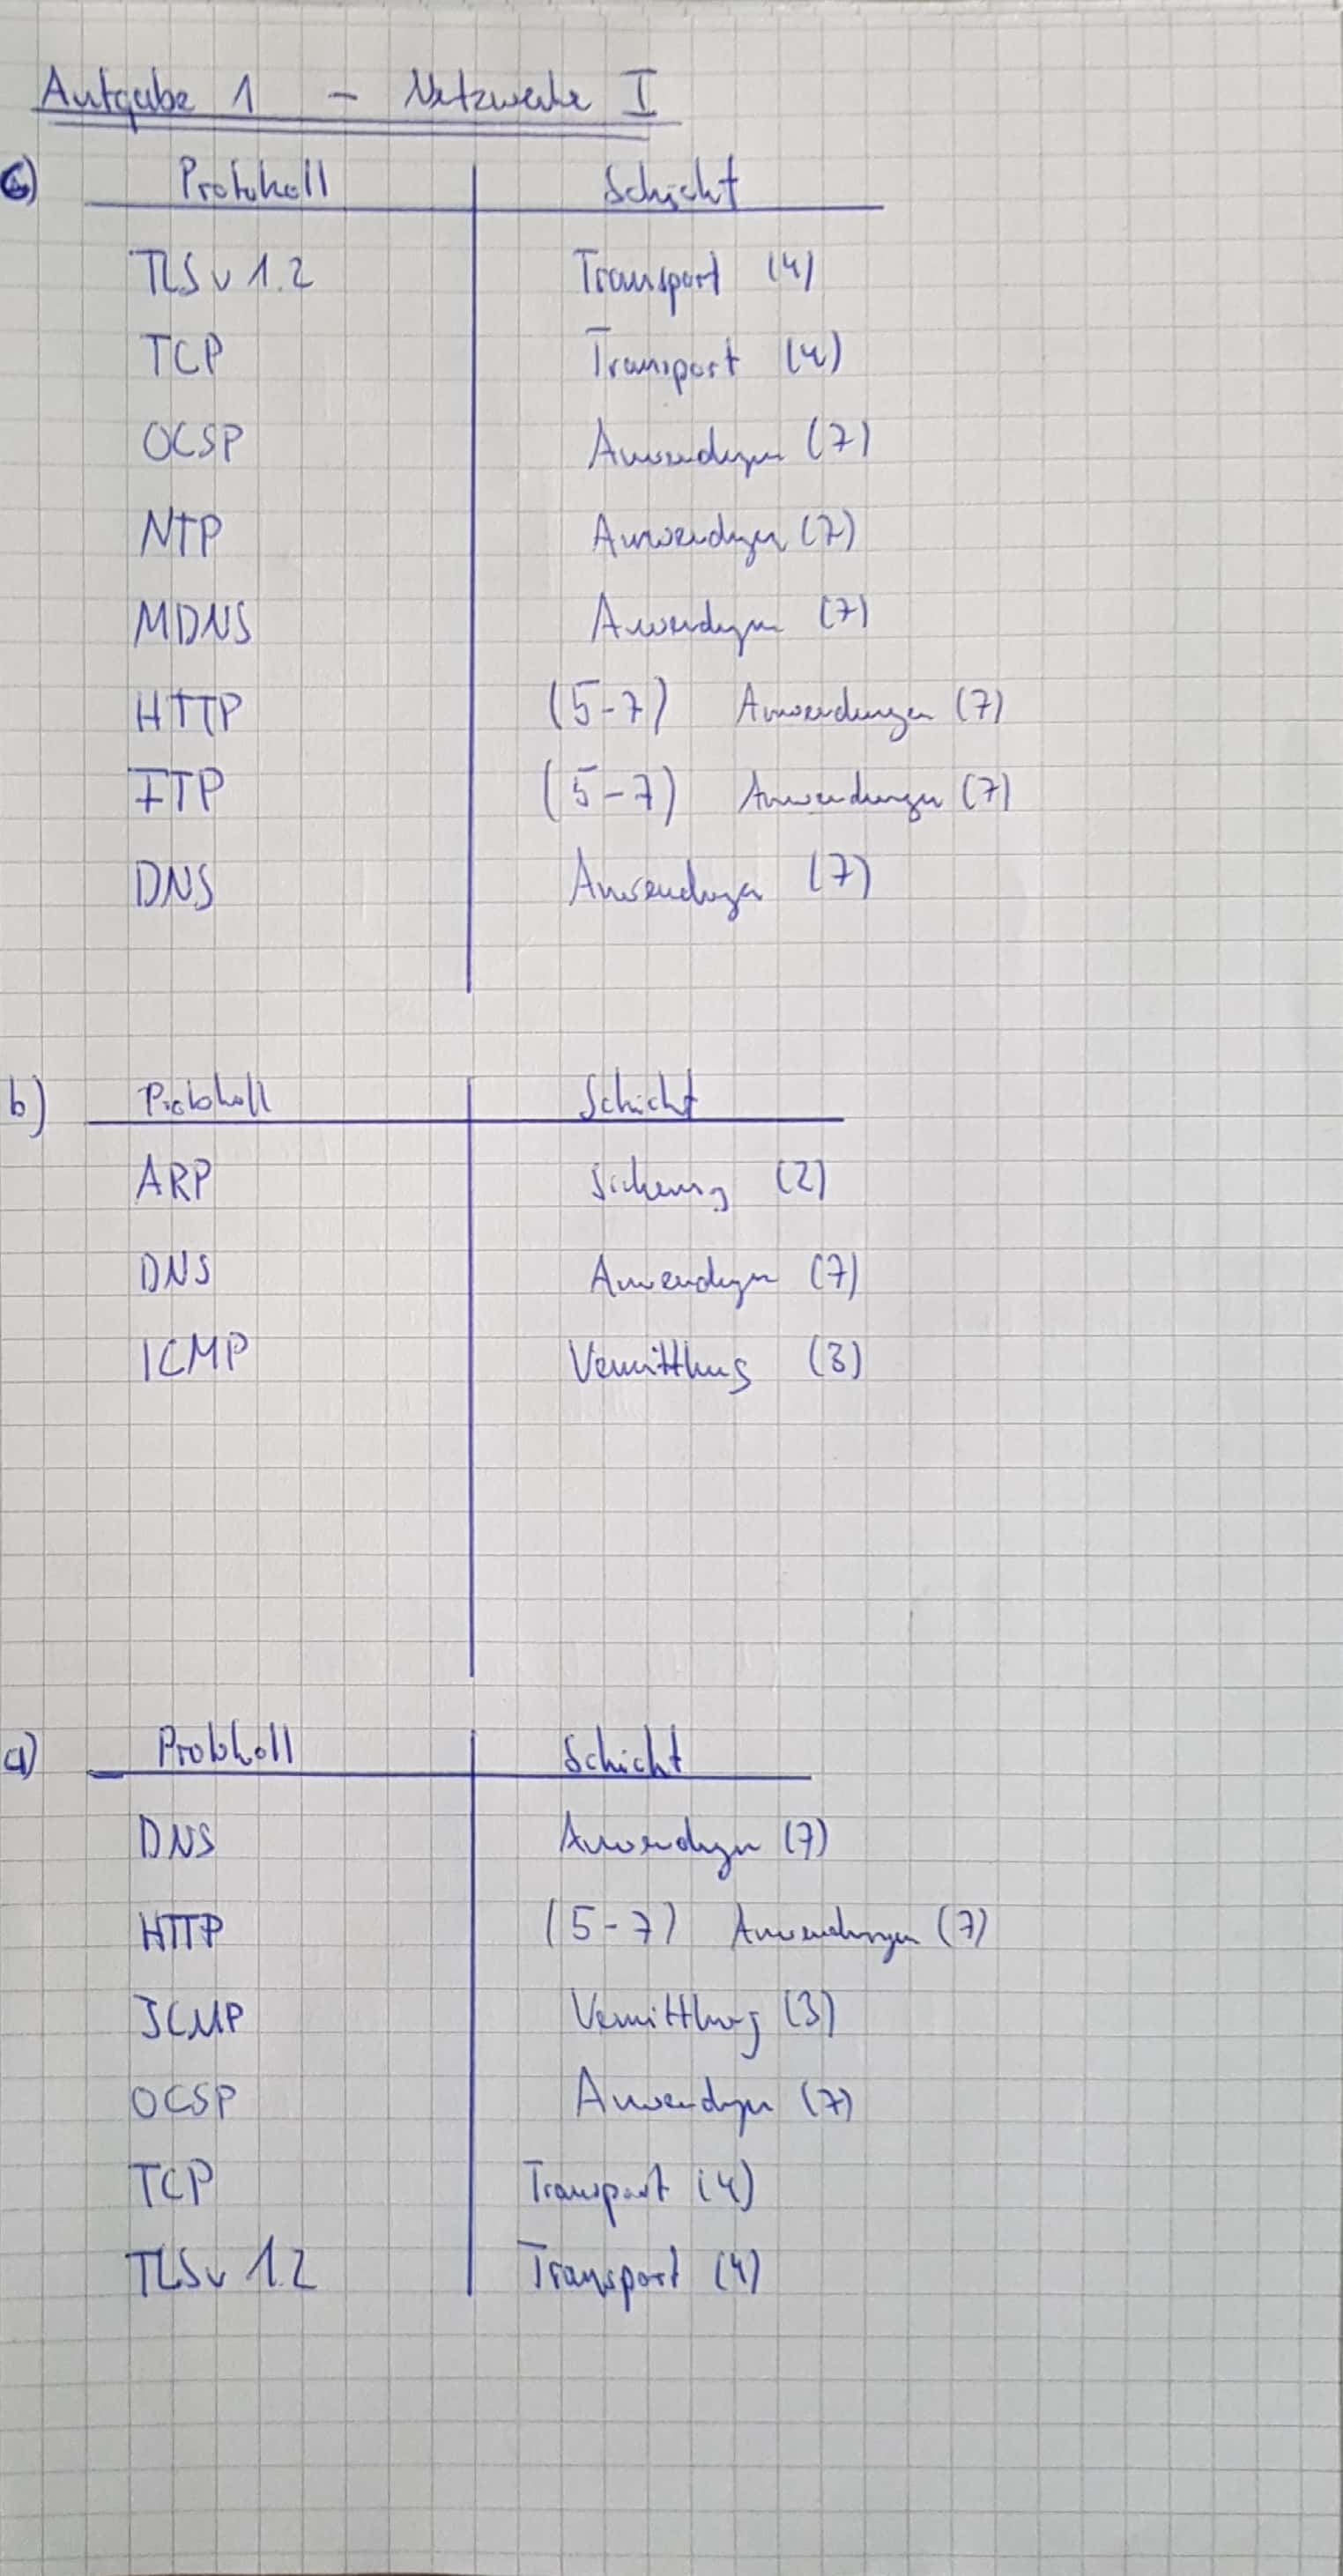 Aufgabe 1 - Netzwerke I
c) Protokoll Schicht
TLSv 1.2 Transport (4)
TCP Transport (4)
OCSP Anwendungen (7)
NTP Anwendungen (7)
MDNS Anwendungen (7)
HTTP (5-7) Anwendungen (7)
FTP (5-7) Anwendungen (7)
DNS Anwendungen (7)
b) Protokoll Schicht
ARP Sicherung (2)
DNS Anwendungen (7)
ICMP Vermittlung (3)
a) Protokoll Schicht
DNS Anwendungen (7)
HTTP (5-7) Anwendungen (7)
ICMP Vermittlung (3)
OCSP Anwendungen (7)
TCP Transport (4)
TLSv 1.2 Transport (4)